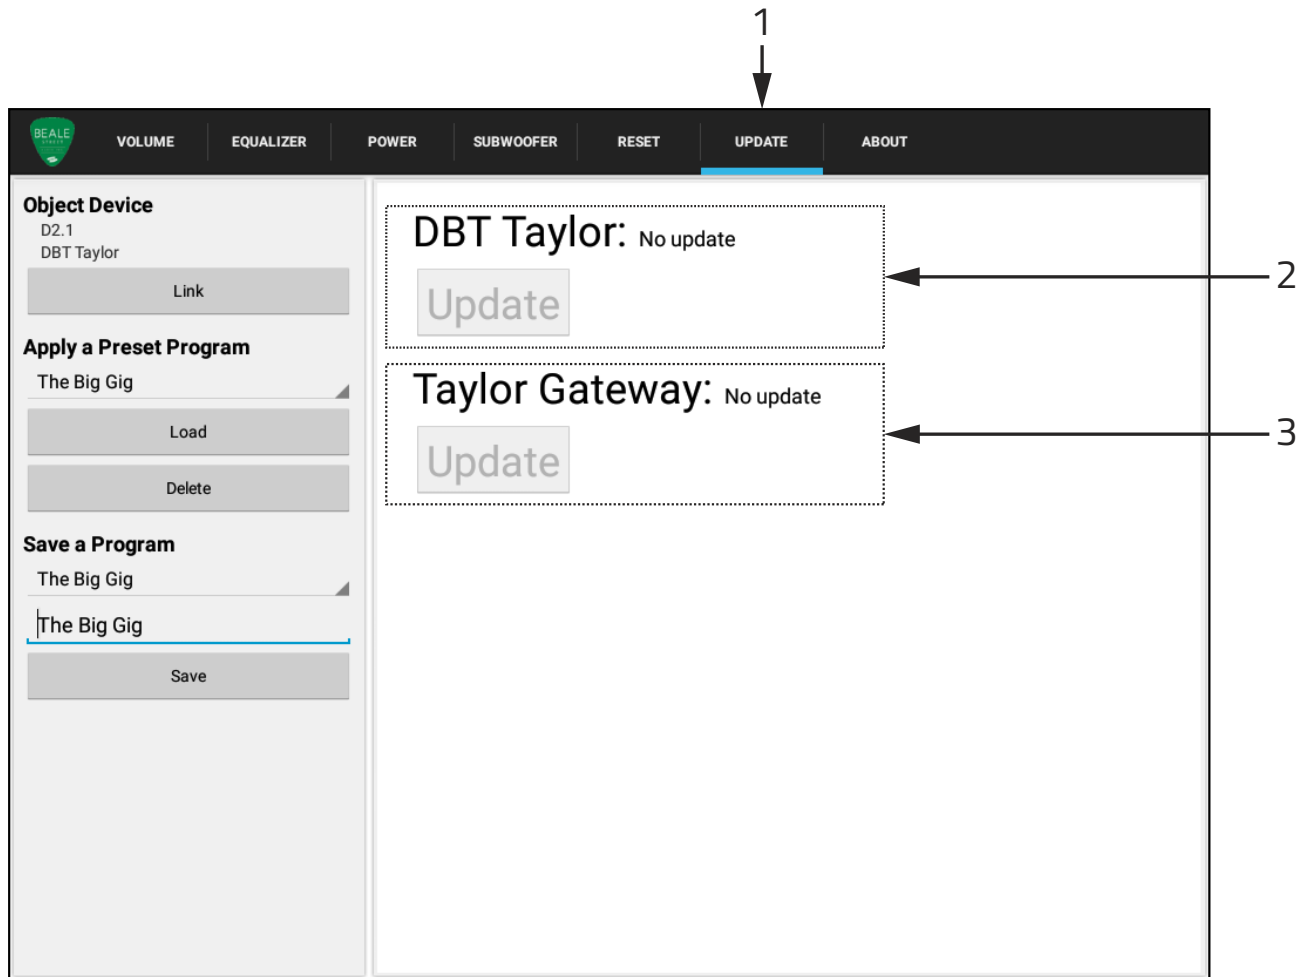 1
BEALE
STREET
VOLUME
EQUALIZER
POWER
SUBWOOFER
RESET
UPDATE
ABOUT
Object Device
D2.1
DBT Taylor
Link
Apply a Preset Program
The Big Gig
Load
Delete
Save a Program
The Big Gig
The Big Gig
Save
DBT Taylor: No update
Update
2
Taylor Gateway: No update
Update
3